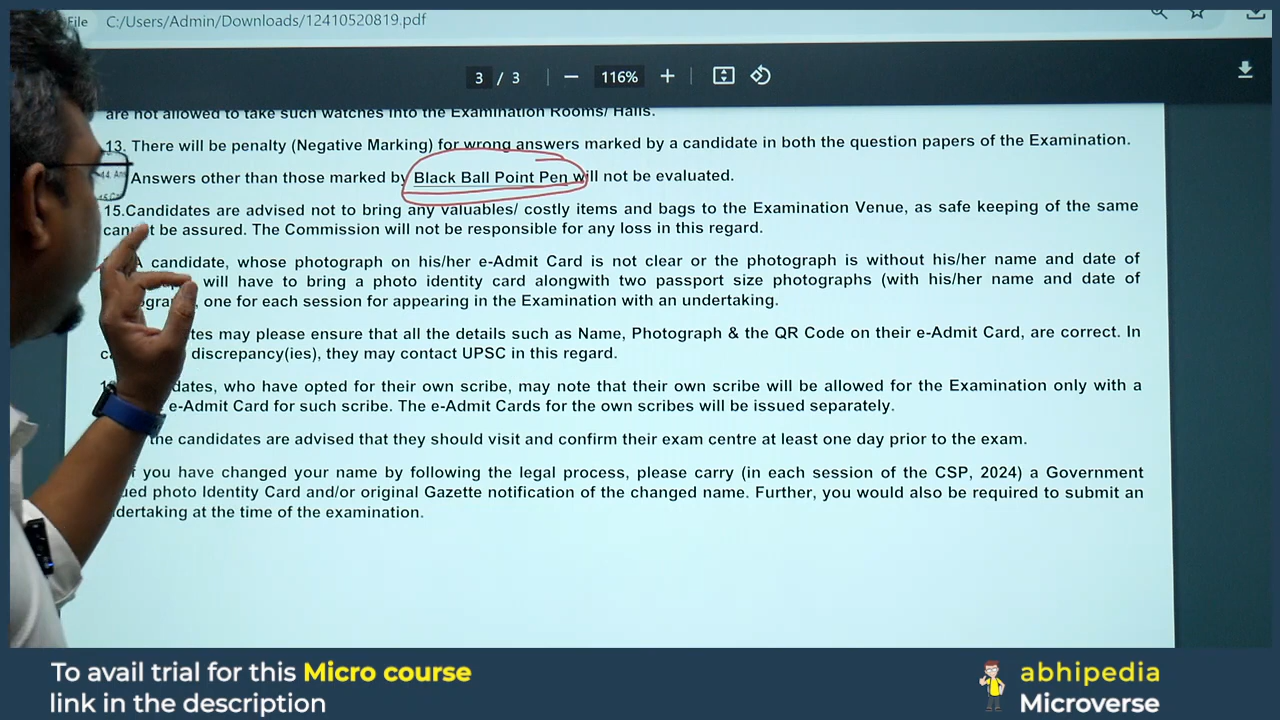 File C:/Users/Admin/Downloads/12410520819.pdf
3 / 3 116%
are not allowed to take such watches into the Examination Rooms/ Halls.
13. There will be penalty (Negative Marking) for wrong answers marked by a candidate in both the question papers of the Examination.
Answers other than those marked by Black Ball Point Pen will not be evaluated.
15.Candidates are advised not to bring any valuables/ costly items and bags to the Examination Venue, as safe keeping of the same
cannot be assured. The Commission will not be responsible for any loss in this regard.
A candidate, whose photograph on his/her e-Admit Card is not clear or the photograph is without his/her name and date of
will have to bring a photo identity card alongwith two passport size photographs (with his/her name and date of
one for each session for appearing in the Examination with an undertaking.
may please ensure that all the details such as Name, Photograph & the QR Code on their e-Admit Card, are correct. In
discrepancy(ies), they may contact UPSC in this regard.
who have opted for their own scribe, may note that their own scribe will be allowed for the Examination only with a
e-Admit Card for such scribe. The e-Admit Cards for the own scribes will be issued separately.
the candidates are advised that they should visit and confirm their exam centre at least one day prior to the exam.
you have changed your name by following the legal process, please carry (in each session of the CSP, 2024) a Government
photo Identity Card and/or original Gazette notification of the changed name. Further, you would also be required to submit an
at the time of the examination.
To avail trial for this Micro course
link in the description
abhipedia
Microverse